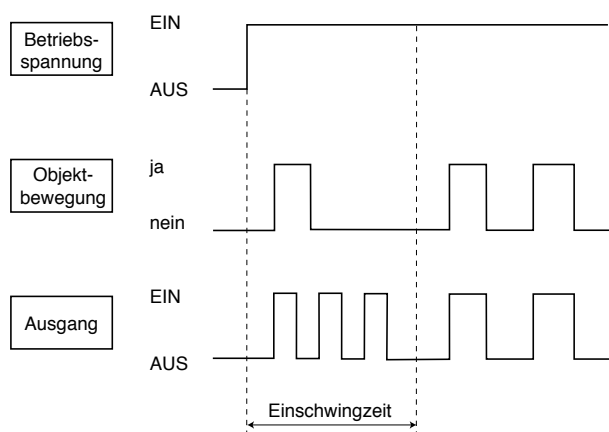 Betriebs-
spannung
EIN
AUS
Objekt-
bewegung
ja
nein
Ausgang
EIN
AUS
Einschwingzeit